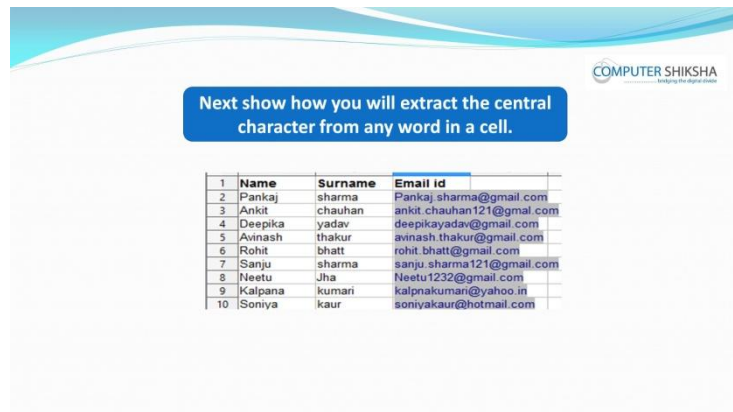 COMPUTER SHIKSHA
bridging the digital divide
Next show how you will extract the central
character from any word in a cell.
1 Name Surname Email id
2 Pankaj sharma Pankaj.sharma@gmail.com
3 Ankit chauhan ankit.chauhan121@gmal.com
4 Deepika yadav deepikayadav@gmail.com
5 Avinash thakur avinash.thakur@gmail.com
6 Rohit bhatt rohit.bhatt@gmail.com
7 Sanju sharma sanju.sharma121@gmail.com
8 Neetu Jha Neetu1232@gmail.com
9 Kalpana kumari kalpnakumari@yahoo.in
10 Soniya kaur soniyakaur@hotmail.com